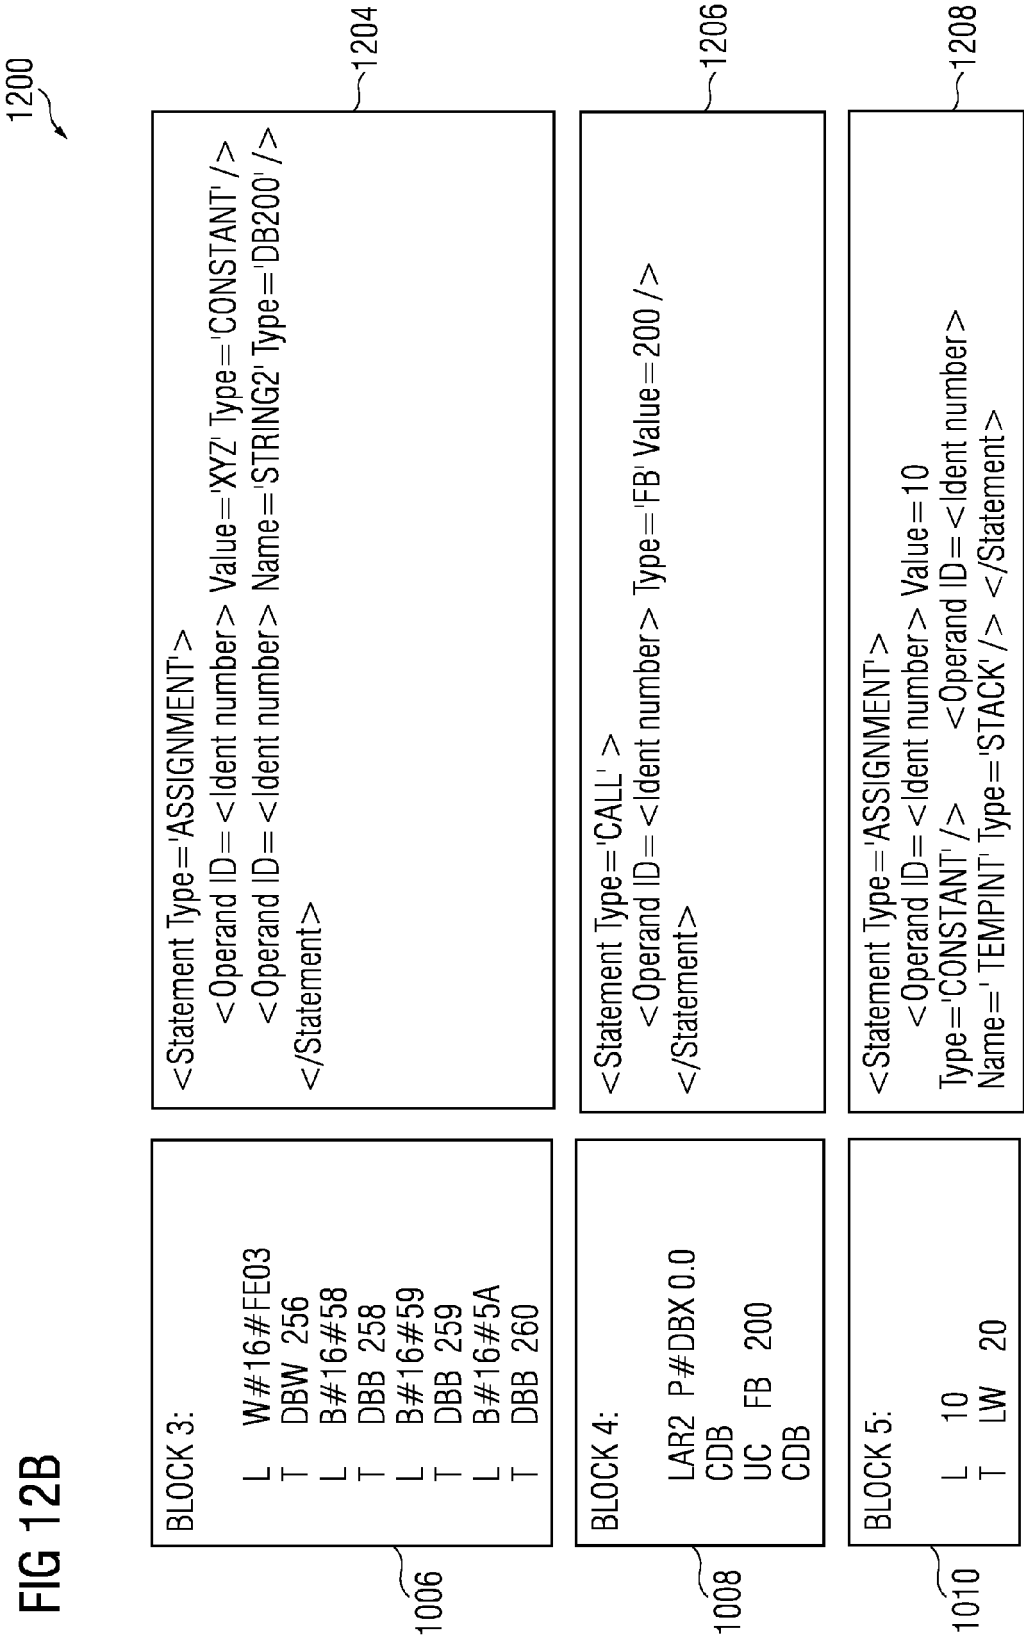 FIG 12B
1200
BLOCK 3:
L W#16#FE03
T DBW 256
L B#16#58
T DBB 258
L B#16#59
T DBB 259
L B#16#5A
T DBB 260
1006
<Statement Type='ASSIGNMENT'>
<Operand ID=<Ident number> Value='XYZ' Type='CONSTANT' />
<Operand ID=<Ident number> Name='STRING2' Type='DB200' />
</Statement>
1204
BLOCK 4:
LAR2 P#DBX 0.0
CDB
UC FB 200
CDB
1008
<Statement Type='CALL' >
<Operand ID=<Ident number> Type='FB' Value=200 />
</Statement>
1206
BLOCK 5:
L 10
T LW 20
1010
<Statement Type='ASSIGNMENT'>
<Operand ID=<Ident number> Value=10
Type='CONSTANT' /> <Operand ID=<Ident number>
Name=' TEMPINT' Type='STACK' /> </Statement>
1208